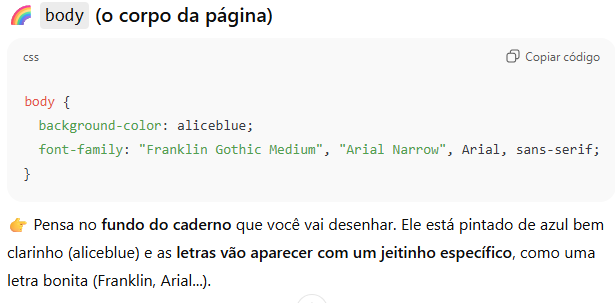 🌈 body (o corpo da página)
css
Copiar código
body {
  background-color: aliceblue;
  font-family: "Franklin Gothic Medium", "Arial Narrow", Arial, sans-serif;
}
👉 Pensa no fundo do caderno que você vai desenhar. Ele está pintado de azul bem
clarinho (aliceblue) e as letras vão aparecer com um jeitinho específico, como uma
letra bonita (Franklin, Arial...).